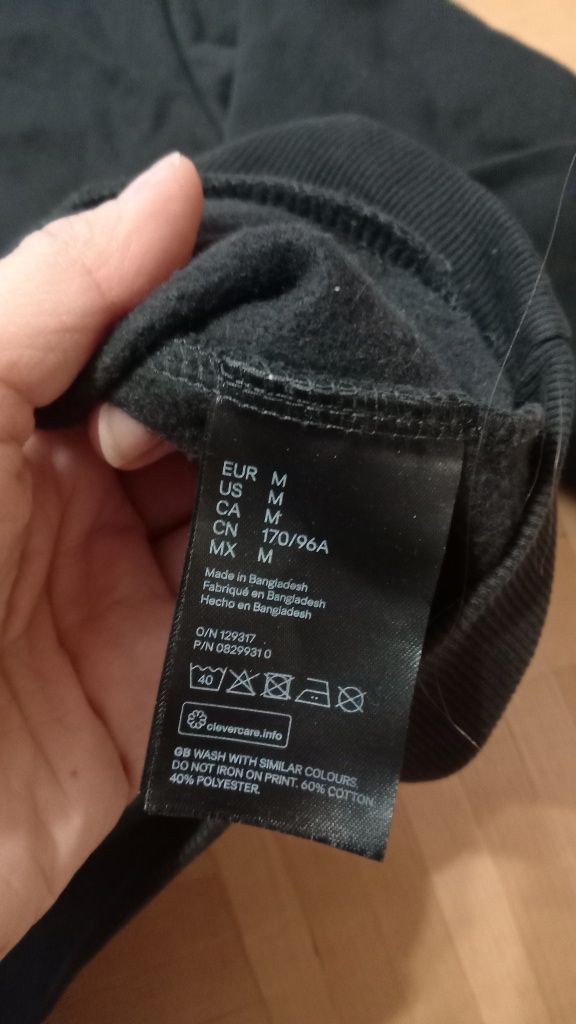 EUR M
US M
CA M
CN 170/96A
MX M
Made in Bangladesh
Fabriqué en Bangladesh
Hecho en Bangladesh
O/N 129317
P/N 0829931 0
40
clevercare.info
GB WASH WITH SIMILAR COLOURS.
DO NOT IRON ON PRINT. 60% COTTON
40% POLYESTER.